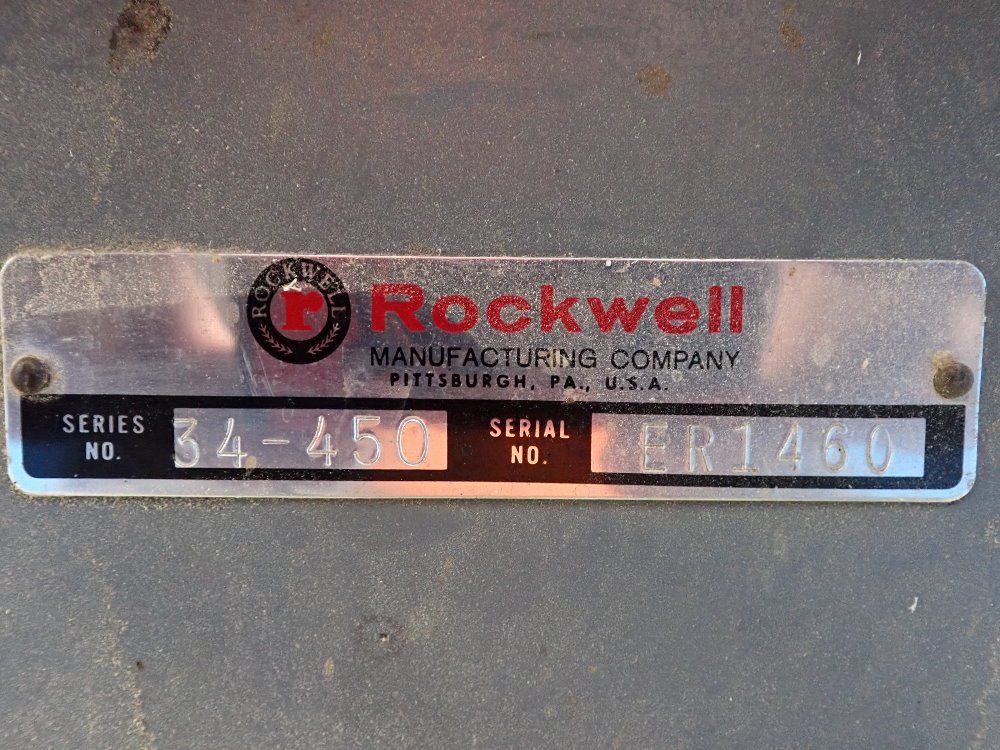 ROCKWELL
r
Rockwell
MANUFACTURING COMPANY
PITTSBURGH, PA., U.S.A.
SERIES NO. 34-450
SERIAL NO. ER1460